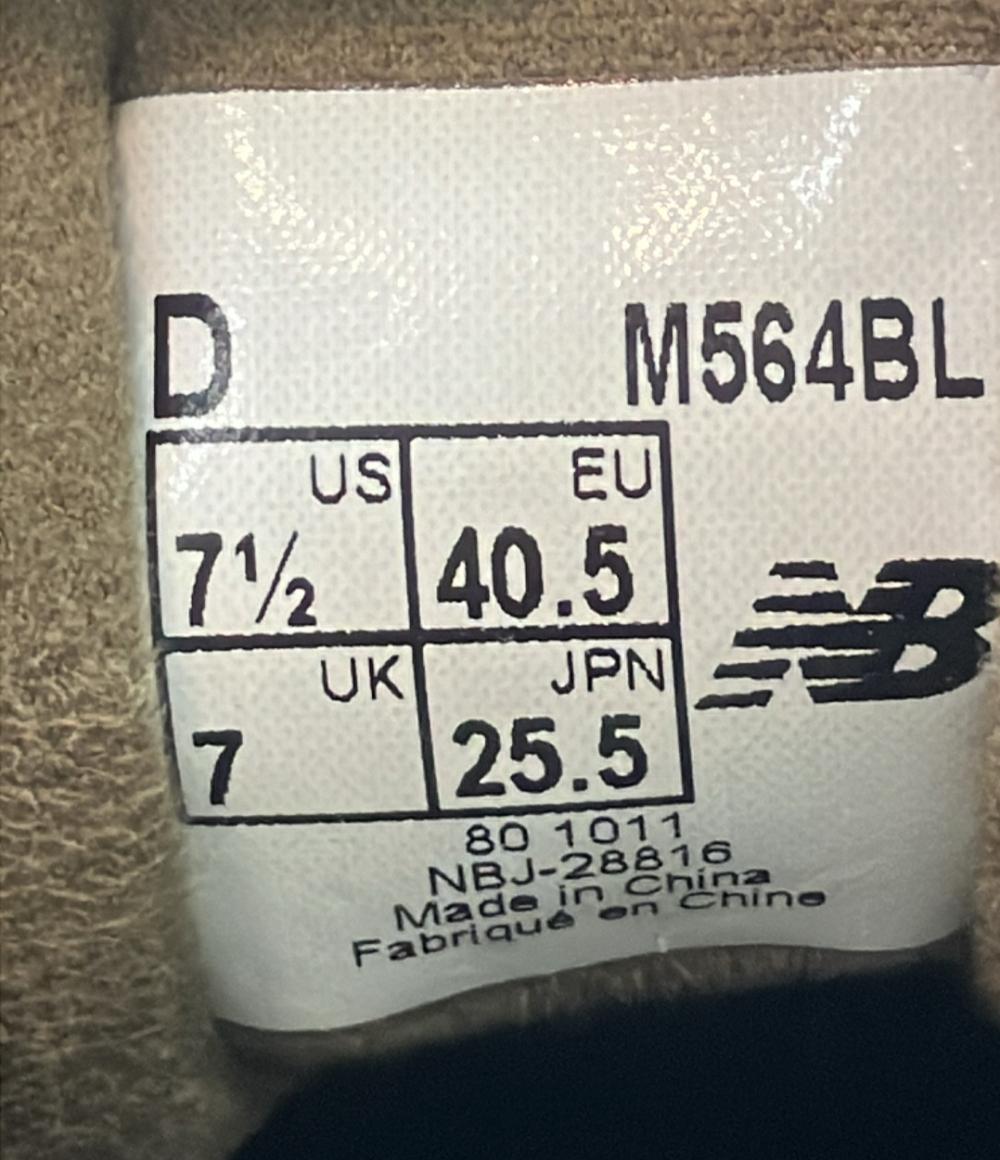 D M564BL
US EU
7½ 40.5
UK JPN
7 25.5
NB
80 1011
NBJ-28816
Made in China
Fabriqué en Chine